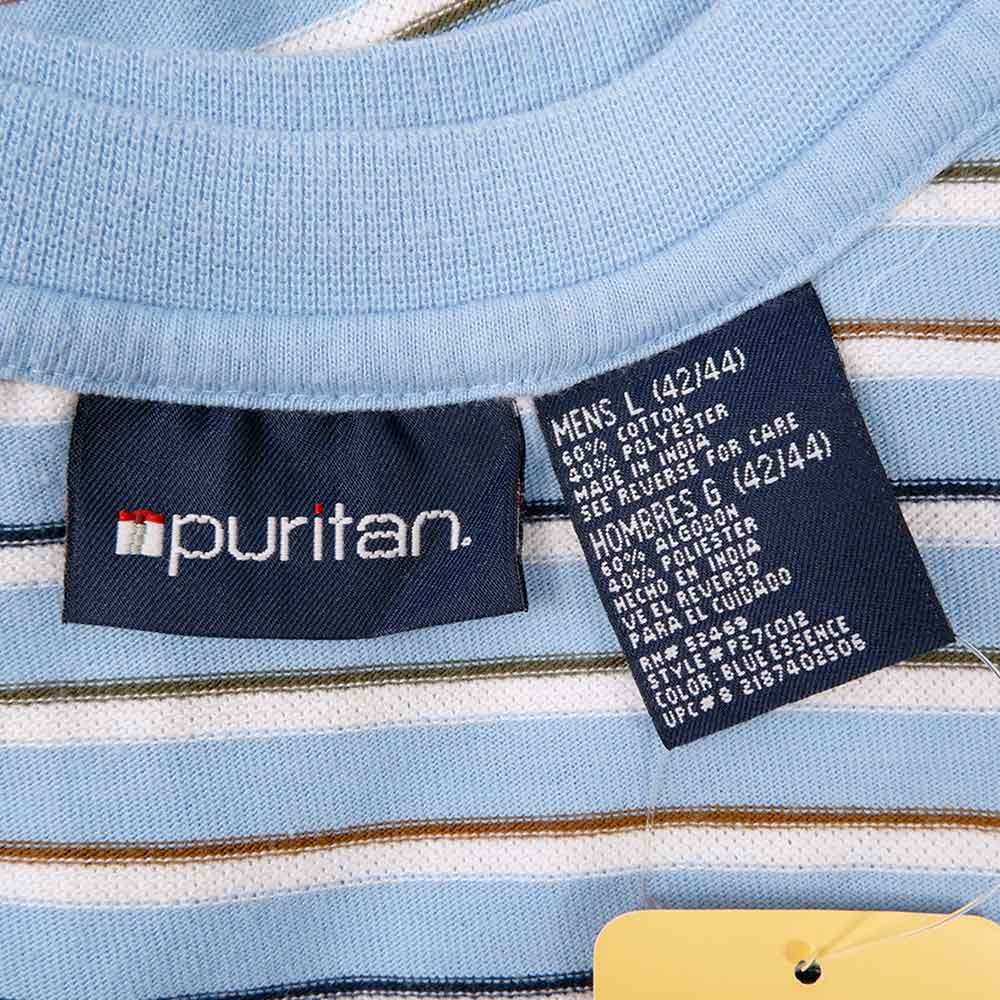 puritan.
MENS L (42/44)
60% COTTON
40% POLYESTER
MADE IN INDIA
SEE REVERSE FOR CARE
HOMBRES G (42/44)
60% ALGODON
40% POLIESTER
HECHO EN INDIA
VE EL REVERSO
PARA EL CUIDADO
RN# 52469
STYLE # P27C012
COLOR: BLUE ESSENCE
UPC# 8 2187402506